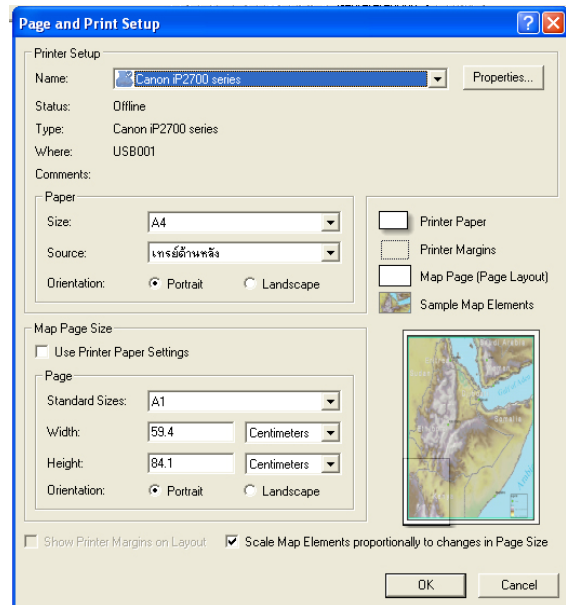 Page and Print Setup
Printer Setup
Name: Canon iP2700 series Properties...
Status: Offline
Type: Canon iP2700 series
Where: USB001
Comments:
Paper
Size: A4
Source: เทรย์ด้านหลัง
Orientation: Portrait Landscape
Printer Paper
Printer Margins
Map Page (Page Layout)
Sample Map Elements
Map Page Size
Use Printer Paper Settings
Page
Standard Sizes: A1
Width: 59.4 Centimeters
Height: 84.1 Centimeters
Orientation: Portrait Landscape
Saudi Arabia
Somalia
Show Printer Margins on Layout Scale Map Elements proportionally to changes in Page Size
OK Cancel